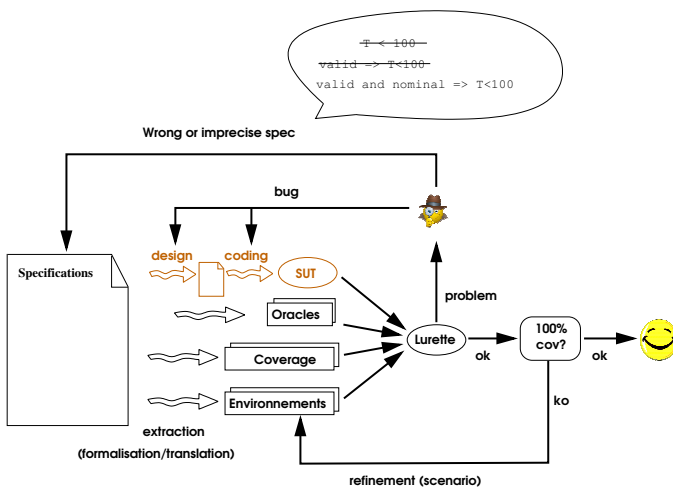 T < 100
valid => T<100
valid and nominal => T<100
Wrong or imprecise spec
bug
design
coding
Specifications
SUT
problem
Oracles
Lurette
100%
cov?
ok
ok
Coverage
Environnements
ko
extraction
(formalisation/translation)
refinement (scenario)